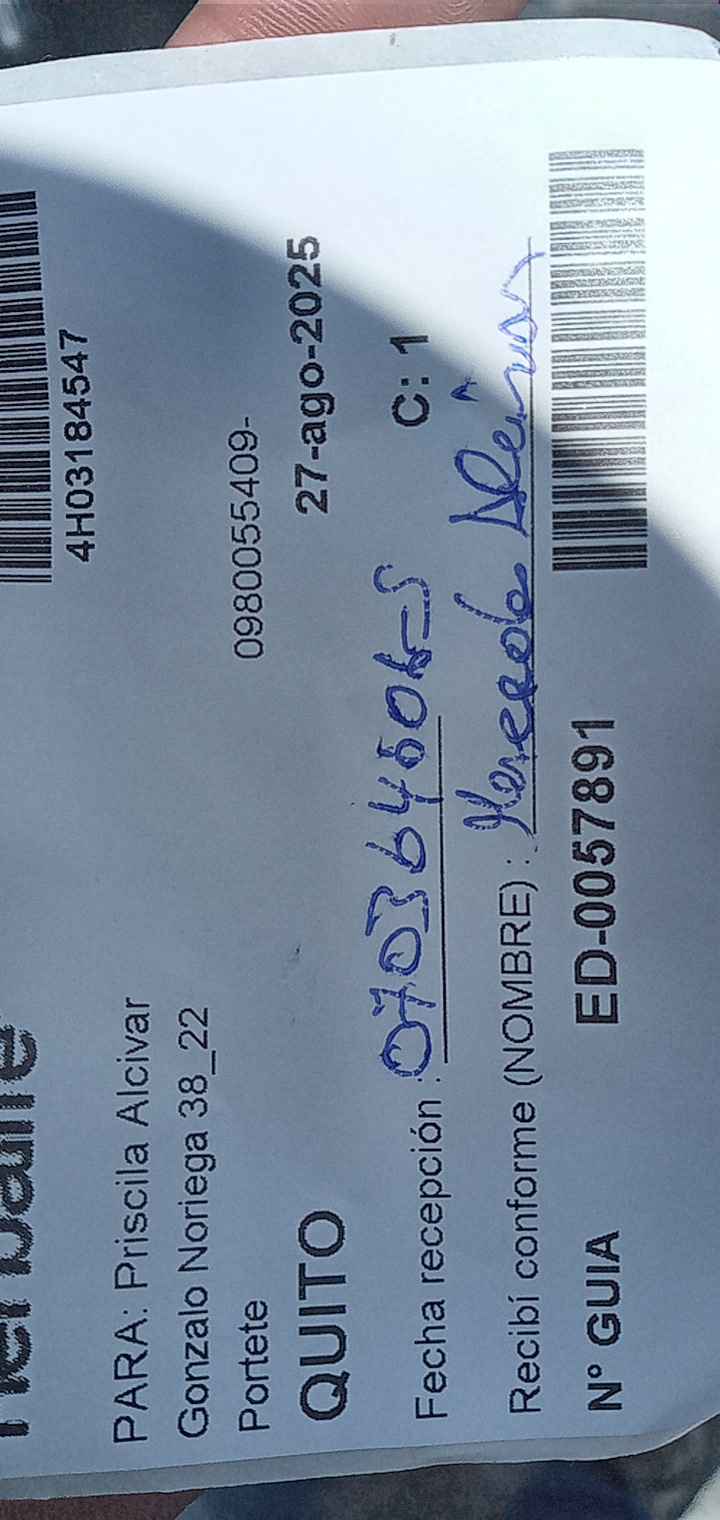 4H03184547
PARA: Priscila Alcivar
Gonzalo Noriega 38_22
Portete 0980055409-
QUITO 27-ago-2025
Fecha recepción : C: 1
Recibí conforme (NOMBRE) :
N° GUIA ED-0057891